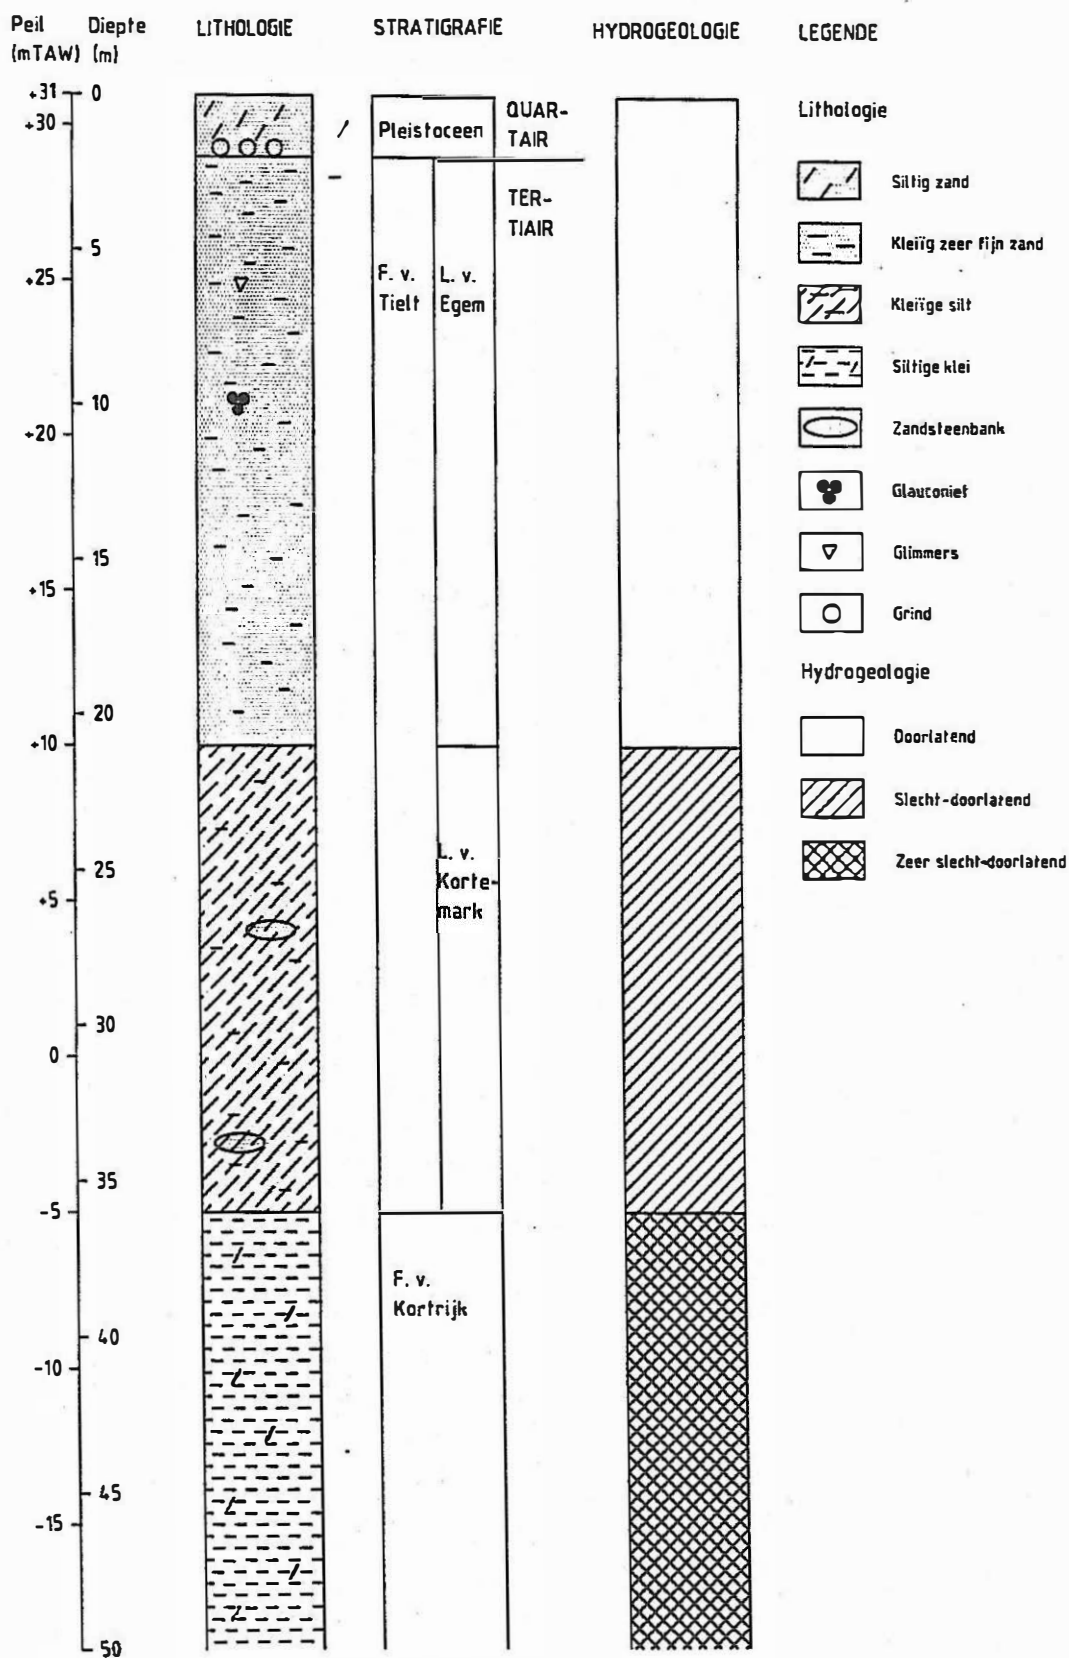 Peil
(mTAW)
Diepte
(m)
LITHOLOGIE
STRATIGRAFIE
HYDROGEOLOGIE
LEGENDE
+31
+30
+25
+20
+15
+10
+5
0
-5
-10
-15
0
5
10
15
20
25
30
35
40
45
50
Pleistoceen
QUAR-
TAIR
TER-
TIAIR
F. v.
Tielt
L. v.
Egem
L. v.
Korte-
mark
F. v.
Kortrijk
Lithologie
Siltig zand
Kleiïg zeer fijn zand
Kleiïge silt
Siltige klei
Zandsteenbank
Glauconiet
Glimmers
Grind
Hydrogeologie
Doorlatend
Slecht-doorlatend
Zeer slecht-doorlatend